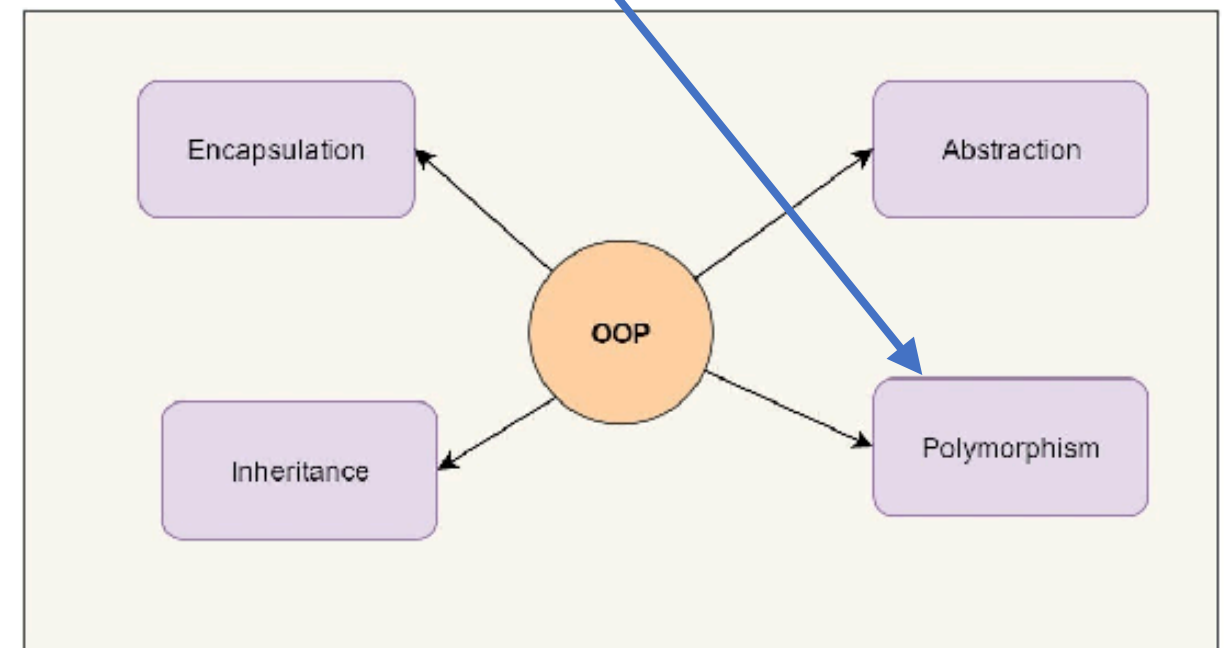 Encapsulation
Abstraction
OOP
Inheritance
Polymorphism